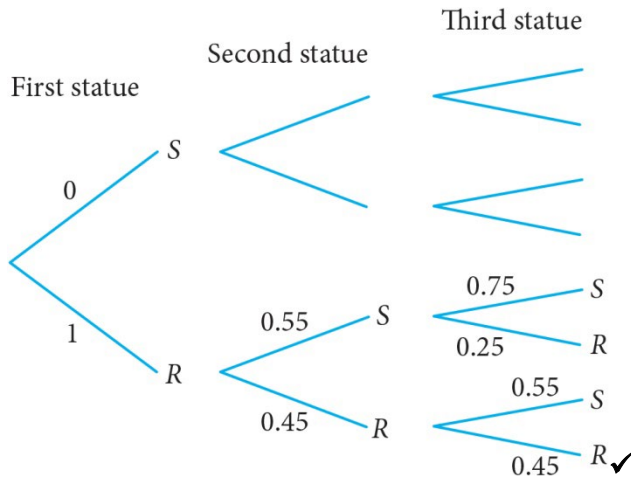 Third statue
Second statue
First statue
S
0
0.75
S
0.55
S
0.25
R
1
R
0.55
S
0.45
R
0.45
R ✓